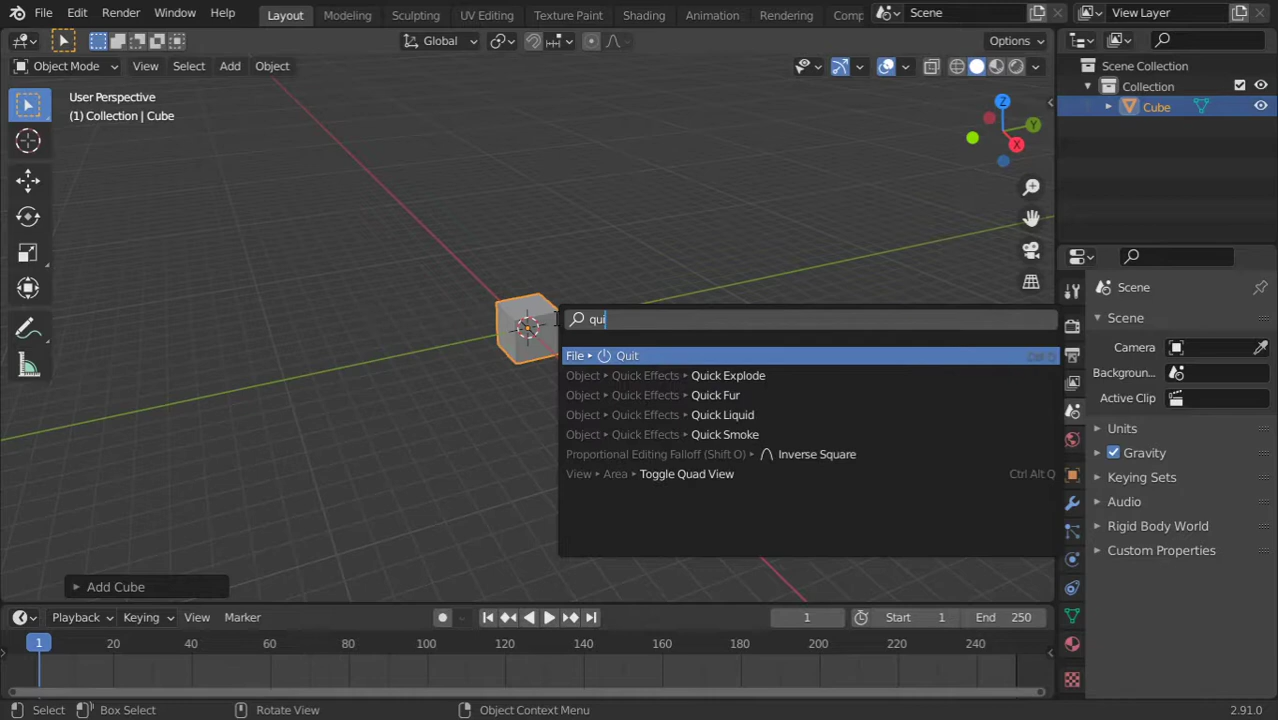 File Edit Render Window Help Layout Modeling Sculpting UV Editing Texture Paint Shading Animation Rendering Comp Scene View Layer
Global Options
Object Mode View Select Add Object
Scene Collection
Collection
Cube
User Perspective
(1) Collection | Cube
Z
Y
X
qui
File ▸ Quit
Object ▸ Quick Effects ▸ Quick Explode
Object ▸ Quick Effects ▸ Quick Fur
Object ▸ Quick Effects ▸ Quick Liquid
Object ▸ Quick Effects ▸ Quick Smoke
Proportional Editing Falloff (Shift O) ▸ Inverse Square
View ▸ Area ▸ Toggle Quad View Ctrl Alt Q
Scene
Scene
Camera
Backgroun...
Active Clip
Units
Gravity
Keying Sets
Audio
Rigid Body World
Custom Properties
Add Cube
Playback Keying View Marker 1 Start 1 End 250
1 20 40 60 80 100 120 140 160 180 200 220 240
Select Box Select Rotate View Object Context Menu 2.91.0